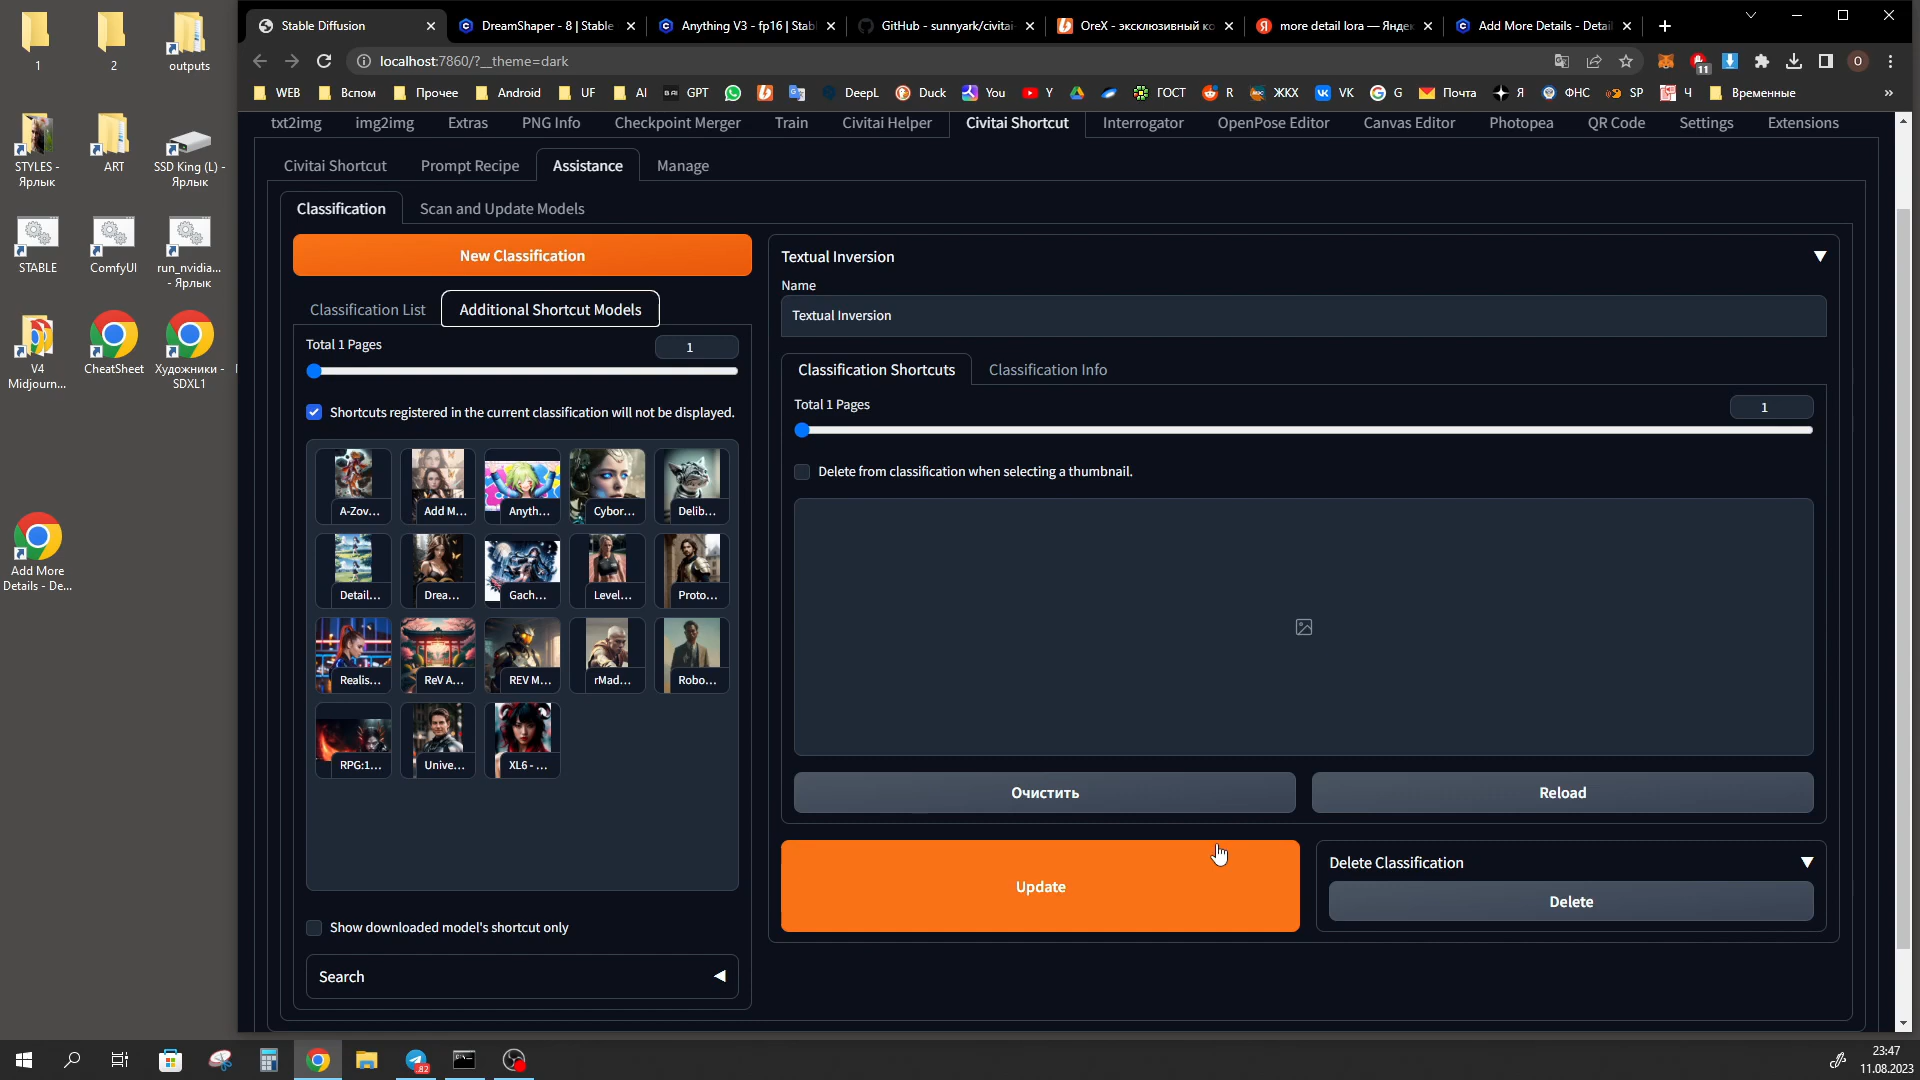 1
2
outputs
STYLES -
Ярлык
ART
SSD King (L) -
Ярлык
STABLE
ComfyUI
run_nvidia...
- Ярлык
V4
Midjourn...
CheatSheet
Художники -
SDXL1
Add More
Details - De...
Stable Diffusion
DreamShaper - 8 | Stable
Anything V3 - fp16 | Stab
GitHub - sunnyark/civitai-
OreX - эксклюзивный ко
more detail lora — Яндек
Add More Details - Detail
localhost:7860/?__theme=dark
11
O
WEB
Вспом
Прочее
Android
UF
AI
GPT
DeepL
Duck
You
Y
ГОСТ
R
ЖКХ
VK
G
Почта
Я
ФНС
SP
Ч
Временные
»
txt2img
img2img
Extras
PNG Info
Checkpoint Merger
Train
Civitai Helper
Civitai Shortcut
Interrogator
OpenPose Editor
Canvas Editor
Photopea
QR Code
Settings
Extensions
Civitai Shortcut
Prompt Recipe
Assistance
Manage
Classification
Scan and Update Models
New Classification
Classification List
Additional Shortcut Models
Total 1 Pages
1
Shortcuts registered in the current classification will not be displayed.
A-Zov...
Add M...
Anyth...
Cybor...
Delib...
Detail...
Drea...
Gach...
Level...
Proto...
Realis...
ReV A...
REV M...
rMad...
Robo...
RPG:1...
Unive...
XL6 - ...
Show downloaded model's shortcut only
Search
Textual Inversion
Name
Textual Inversion
Classification Shortcuts
Classification Info
Total 1 Pages
1
Delete from classification when selecting a thumbnail.
Очистить
Reload
Update
Delete Classification
Delete
82
23:47
11.08.2023